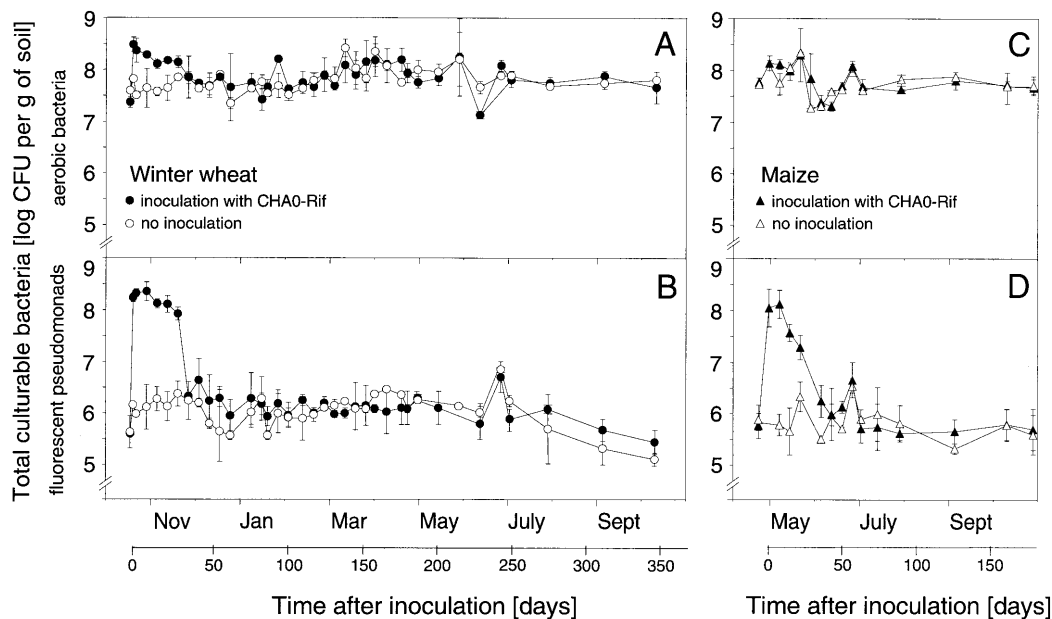 Total culturable bacteria [log CFU per g of soil]
aerobic bacteria
fluorescent pseudomonads
9
8
7
6
5
A
Winter wheat
inoculation with CHA0-Rif
no inoculation
9
8
7
6
5
C
Maize
inoculation with CHA0-Rif
no inoculation
9
8
7
6
5
B
9
8
7
6
5
D
Nov Jan Mar May July Sept
May July Sept
0 50 100 150 200 250 300 350
0 50 100 150
Time after inoculation [days]
Time after inoculation [days]